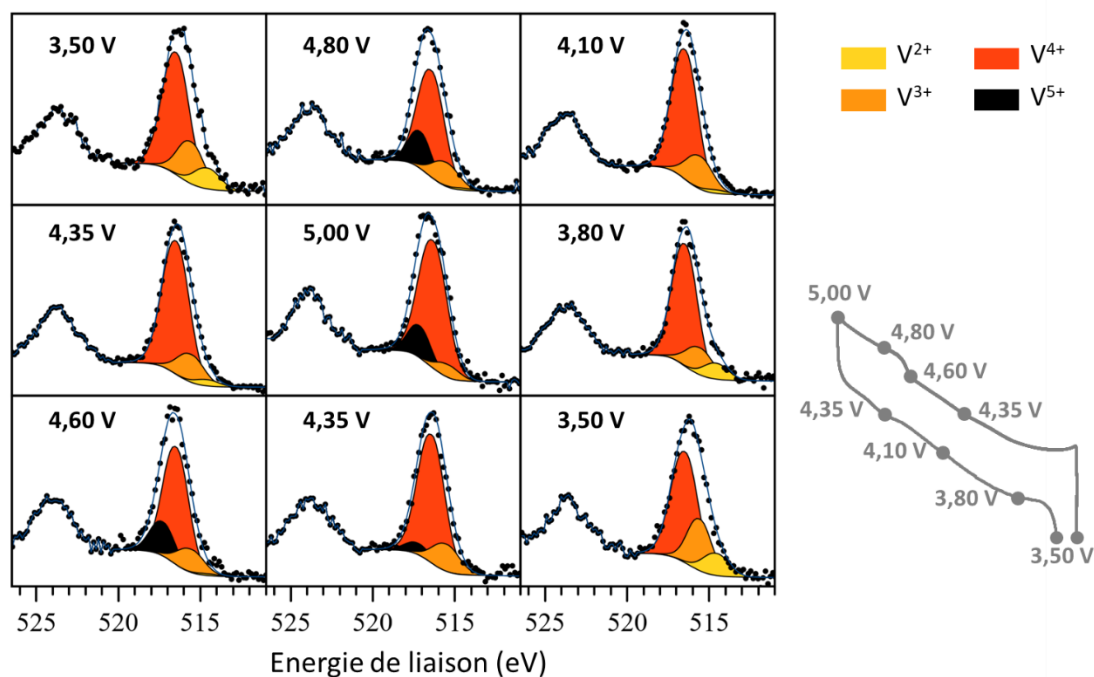 3,50 V
4,80 V
4,10 V
4,35 V
5,00 V
3,80 V
4,60 V
4,35 V
3,50 V
525 520 515 525 520 515 525 520 515
Energie de liaison (eV)
V2+ V4+
V3+ V5+
5,00 V
4,80 V
4,60 V
4,35 V 4,35 V
4,10 V
3,80 V
3,50 V